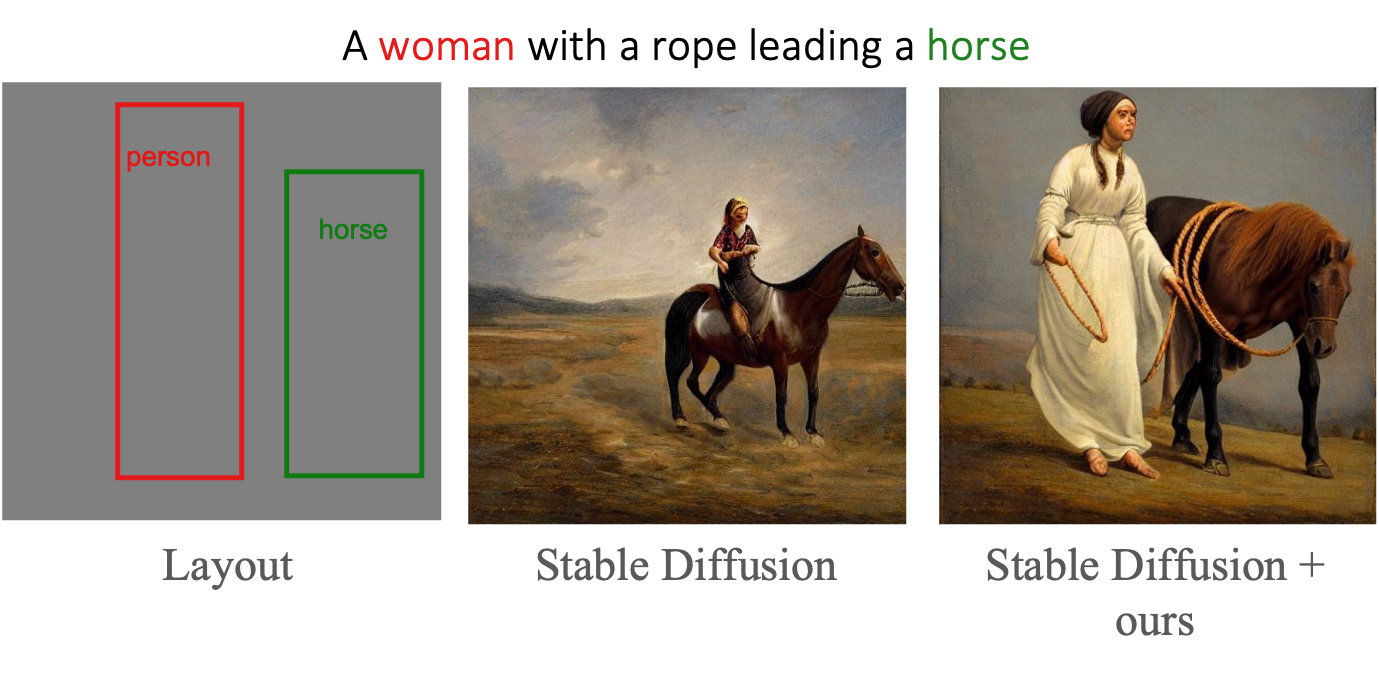 A woman with a rope leading a horse
person
horse
Layout
Stable Diffusion
Stable Diffusion +
ours